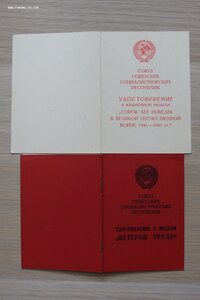 СОЮЗ
СОВЕТСКИХ
СОЦИАЛИСТИЧЕСКИХ
РЕСПУБЛИК
УДОСТОВЕРЕНИЕ
К ЮБИЛЕЙНОЙ МЕДАЛИ
„СОРОК ЛЕТ ПОБЕДЫ
В ВЕЛИКОЙ ОТЕЧЕСТВЕННОЙ
ВОЙНЕ 1941—1945 гг."
СОЮЗ
СОВЕТСКИХ
СОЦИАЛИСТИЧЕСКИХ
РЕСПУБЛИК
УДОСТОВЕРЕНИЕ К МЕДАЛИ
„ВЕТЕРАН ТРУДА"